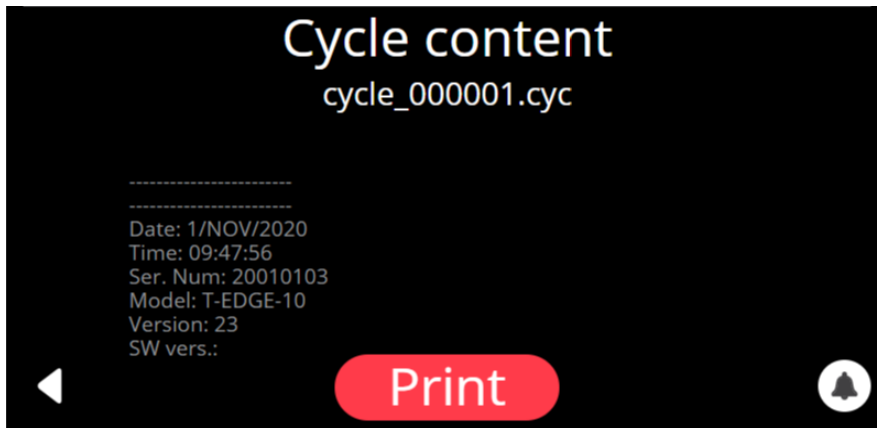 Cycle content
cycle_000001.cyc
------------------------
------------------------
Date: 1/NOV/2020
Time: 09:47:56
Ser. Num: 20010103
Model: T-EDGE-10
Version: 23
SW vers.:
Print